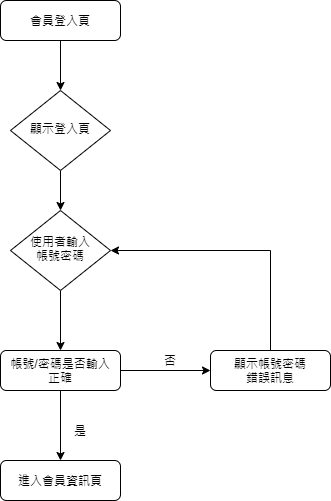 會員登入頁
顯示登入頁
使用者輸入
帳號密碼
帳號/密碼是否輸入
正確
否
顯示帳號密碼
錯誤訊息
是
進入會員資訊頁